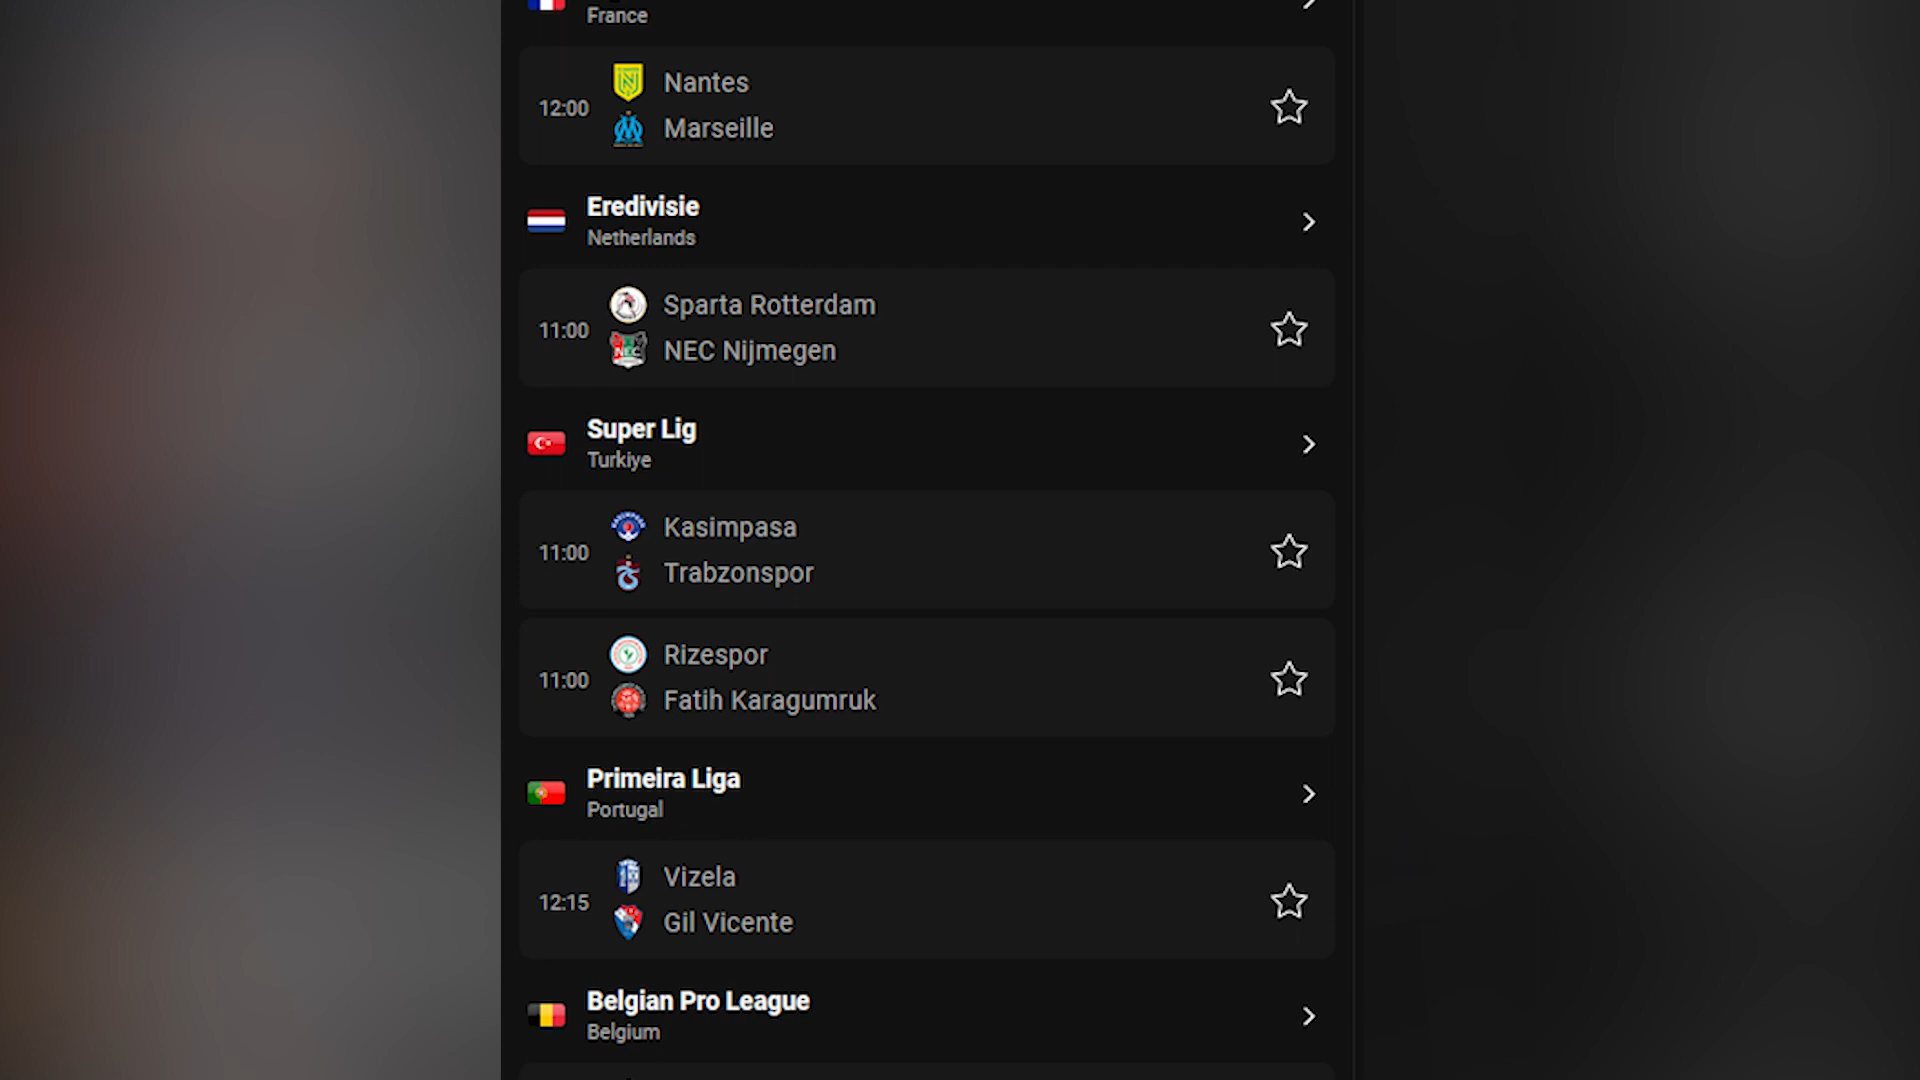 France
12:00
Nantes
Marseille
Eredivisie
Netherlands
11:00
Sparta Rotterdam
NEC Nijmegen
Super Lig
Turkiye
11:00
Kasimpasa
Trabzonspor
11:00
Rizespor
Fatih Karagumruk
Primeira Liga
Portugal
12:15
Vizela
Gil Vicente
Belgian Pro League
Belgium